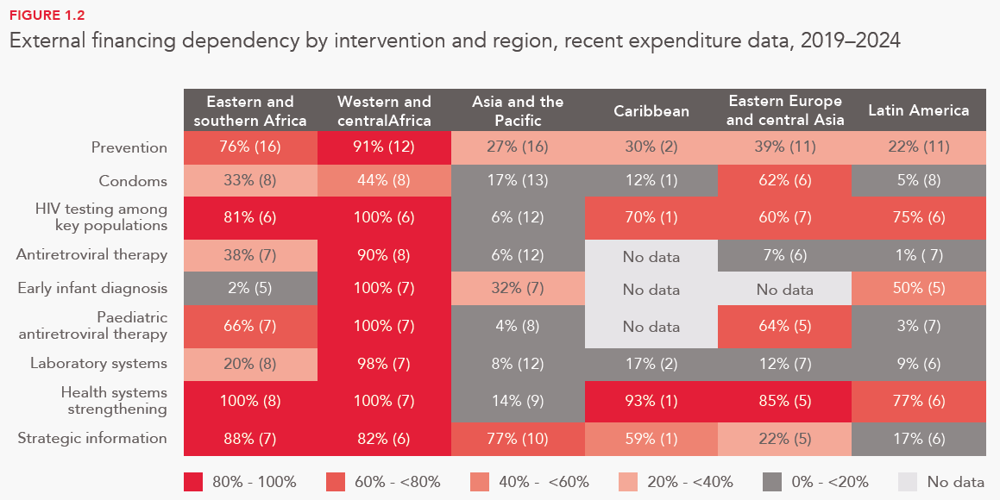 FIGURE 1.2
External financing dependency by intervention and region, recent expenditure data, 2019–2024
Eastern and southern Africa
Western and centralAfrica
Asia and the Pacific
Caribbean
Eastern Europe and central Asia
Latin America
Prevention 76% (16) 91% (12) 27% (16) 30% (2) 39% (11) 22% (11)
Condoms 33% (8) 44% (8) 17% (13) 12% (1) 62% (6) 5% (8)
HIV testing among key populations 81% (6) 100% (6) 6% (12) 70% (1) 60% (7) 75% (6)
Antiretroviral therapy 38% (7) 90% (8) 6% (12) No data 7% (6) 1% ( 7)
Early infant diagnosis 2% (5) 100% (7) 32% (7) No data No data 50% (5)
Paediatric antiretroviral therapy 66% (7) 100% (7) 4% (8) No data 64% (5) 3% (7)
Laboratory systems 20% (8) 98% (7) 8% (12) 17% (2) 12% (7) 9% (6)
Health systems strengthening 100% (8) 100% (7) 14% (9) 93% (1) 85% (5) 77% (6)
Strategic information 88% (7) 82% (6) 77% (10) 59% (1) 22% (5) 17% (6)
80% - 100% 60% - <80% 40% - <60% 20% - <40% 0% - <20% No data